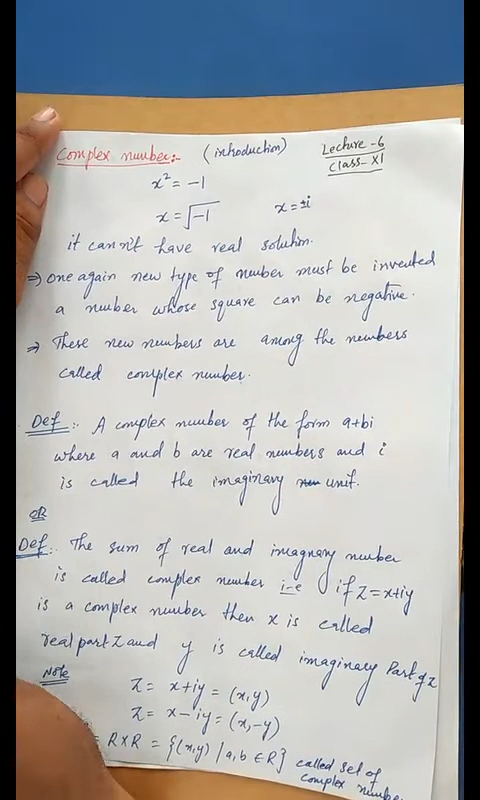 Complex number:- (introduction) Lecture-6
Class-XI
x² = -1
x = √-1 x = ±i
it can't have real solution.
⇒ One again new type of number must be invented
a number whose square can be negative.
⇒ These new numbers are among the numbers
called complex number.
Def:- A complex number of the form a+bi
where a and b are real numbers and i
is called the imaginary unit.
OR
Def:- The sum of real and imagnary number
is called complex number i-e if Z = x+iy
is a complex number then x is called
real part Z and y is called imaginary Part of z
Note
Z = x+iy = (x,y)
Z = x-iy = (x,-y)
= R×R = {(x,y) / a,b ∈ R} called set of
complex number